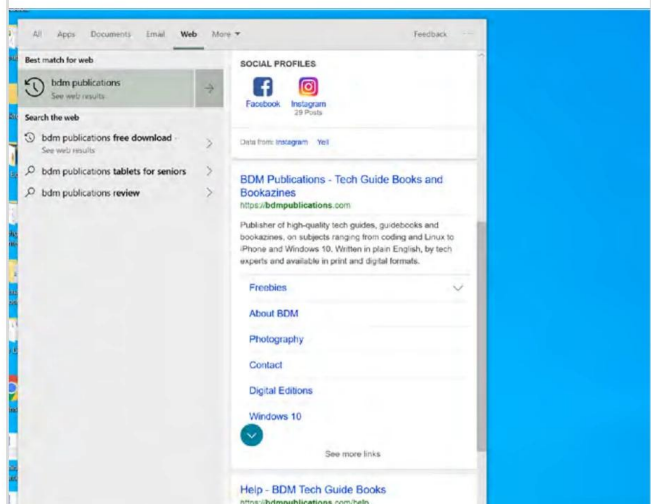 All Apps Documents Email Web More Feedback ...
Best match for web
bdm publications
See web results
Search the web
bdm publications free download -
See web results
bdm publications tablets for seniors
bdm publications review
SOCIAL PROFILES
Facebook Instagram
29 Posts
Data from: Instagram Yell
BDM Publications - Tech Guide Books and
Bookazines
https://bdmpublications.com
Publisher of high-quality tech guides, guidebooks and
bookazines, on subjects ranging from coding and Linux to
iPhone and Windows 10. Written in plain English, by tech
experts and available in print and digital formats.
Freebies
About BDM
Photography
Contact
Digital Editions
Windows 10
See more links
Help - BDM Tech Guide Books
https://bdmpublications.com/help